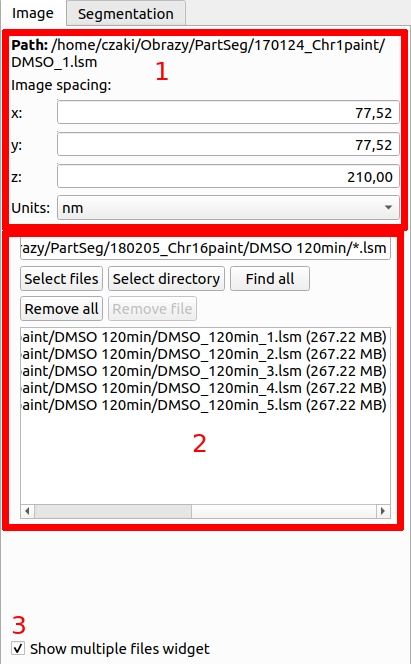 Image
Segmentation
Path: /home/czaki/Obrazy/PartSeg/170124_Chr1paint/
DMSO_1.lsm
1
Image spacing:
x: 77,52
y: 77,52
z: 210,00
Units: nm
azy/PartSeg/180205_Chr16paint/DMSO 120min/*.lsm
Select files
Select directory
Find all
Remove all
Remove file
aint/DMSO 120min/DMSO_120min_1.lsm (267.22 MB)
aint/DMSO 120min/DMSO_120min_2.lsm (267.22 MB)
aint/DMSO 120min/DMSO_120min_3.lsm (267.22 MB)
aint/DMSO 120min/DMSO_120min_4.lsm (267.22 MB)
aint/DMSO 120min/DMSO_120min_5.lsm (267.22 MB)
2
3
Show multiple files widget